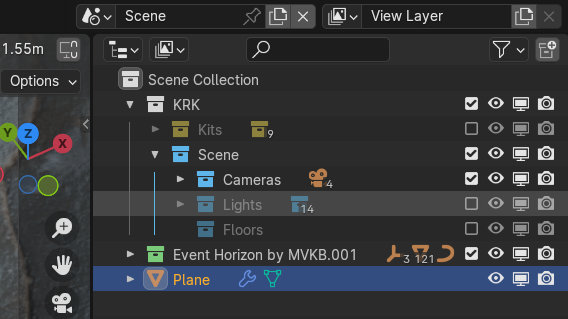 Scene
View Layer
1.55m
Options
Scene Collection
KRK
Y
Z
X
Kits
9
Scene
Cameras
4
Lights
14
Floors
Event Horizon by MVKB.001
3 121
Plane